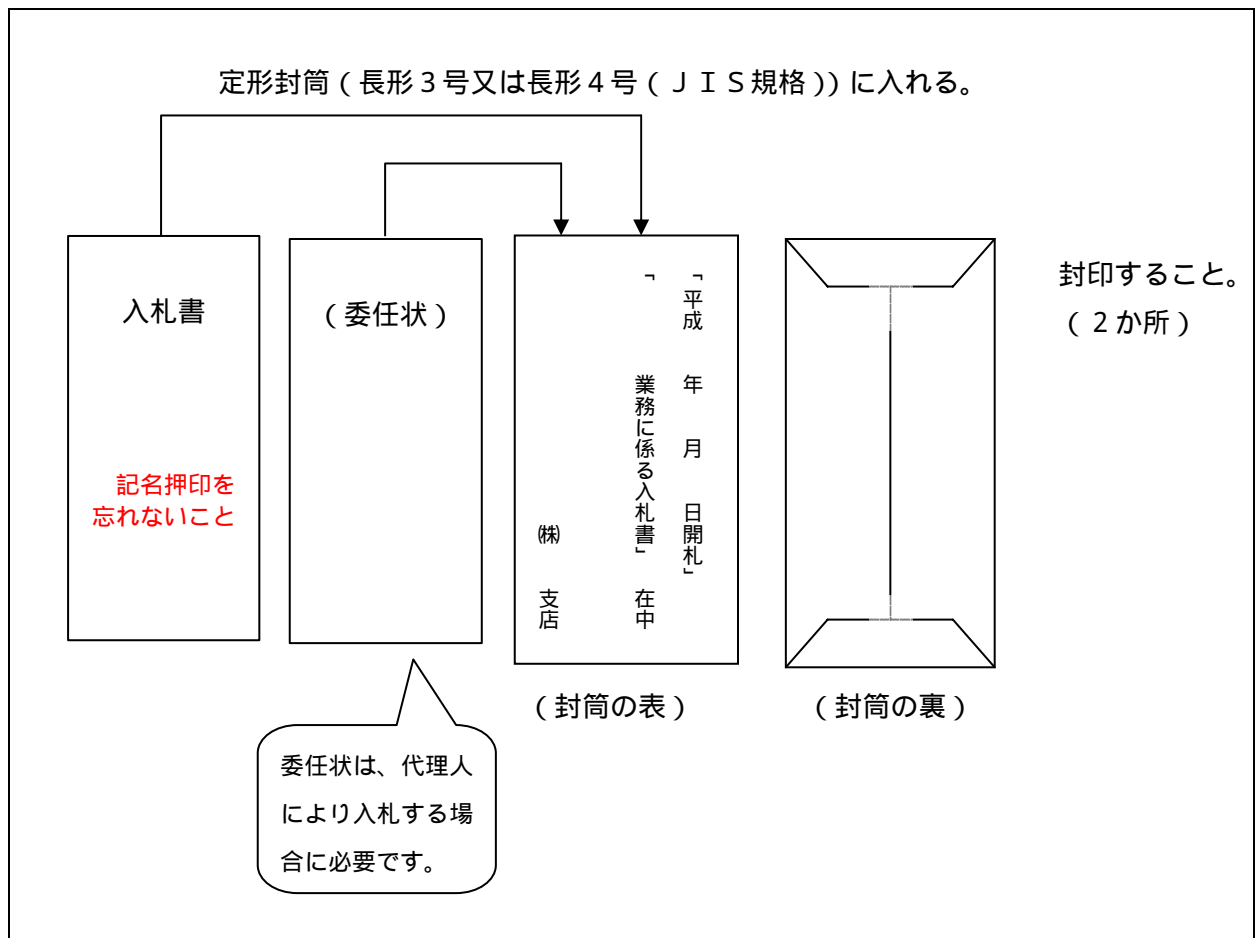 定形封筒（長形３号又は長形４号（ＪＩＳ規格））に入れる。
入札書
記名押印を
忘れないこと
（委任状）
「平成　　年　　月　　日開札」
「　　　　業務に係る入札書」　在中
㈱　　支店
封印すること。
（２か所）
（封筒の表）
（封筒の裏）
委任状は、代理人
により入札する場
合に必要です。